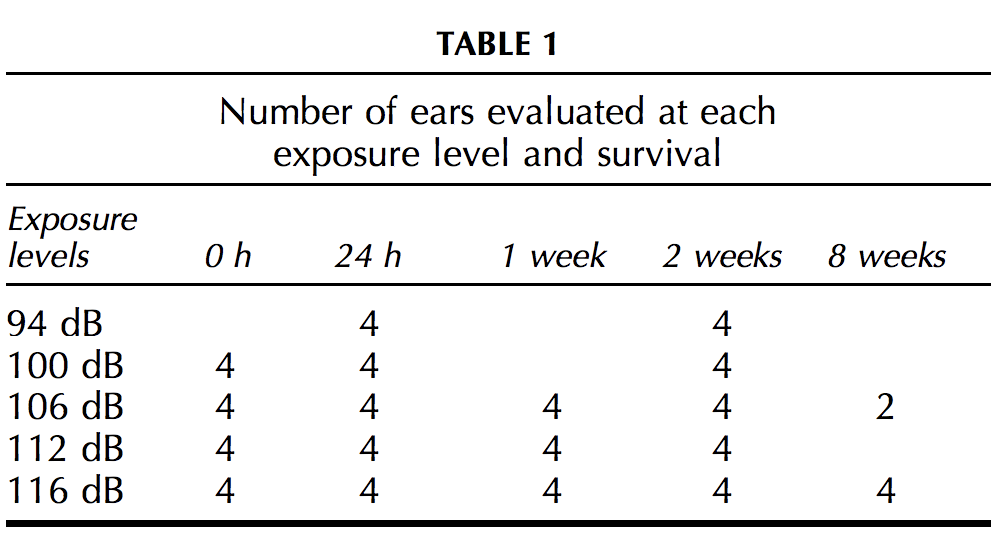 TABLE 1
Number of ears evaluated at each
exposure level and survival
Exposure
levels 0 h 24 h 1 week 2 weeks 8 weeks
94 dB 4 4
100 dB 4 4 4
106 dB 4 4 4 4 2
112 dB 4 4 4 4
116 dB 4 4 4 4 4